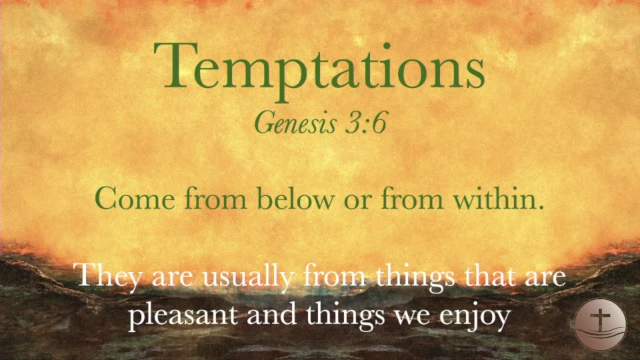 Temptations
Genesis 3:6
Come from below or from within.
They are usually from things that are
pleasant and things we enjoy